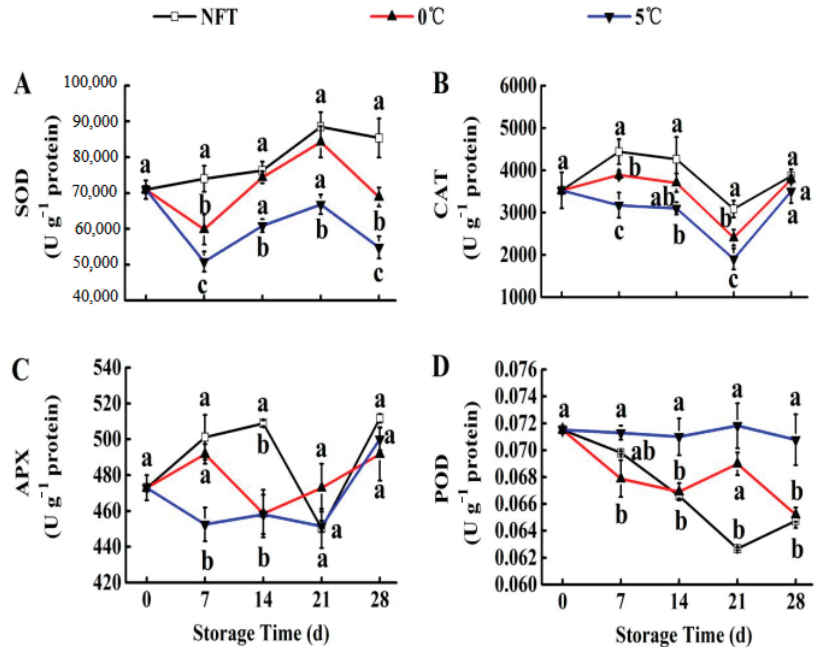 NFT 0℃ 5℃
A
100,000
90,000
80,000
70,000
60,000
50,000
40,000
SOD
(U g⁻¹ protein)
a a a a a
b a a b
c b b c
B
6000
5000
4000
3000
2000
1000
CAT
(U g⁻¹ protein)
a a a a a
b ab b a
c b c a
C
540
520
500
480
460
440
420
APX
(U g⁻¹ protein)
a a a a a
a b a a
b b a a
0 7 14 21 28
Storage Time (d)
D
0.076
0.074
0.072
0.070
0.068
0.066
0.064
0.062
0.060
POD
(U g⁻¹ protein)
a a a a a
ab b a b
b b b b
0 7 14 21 28
Storage Time (d)